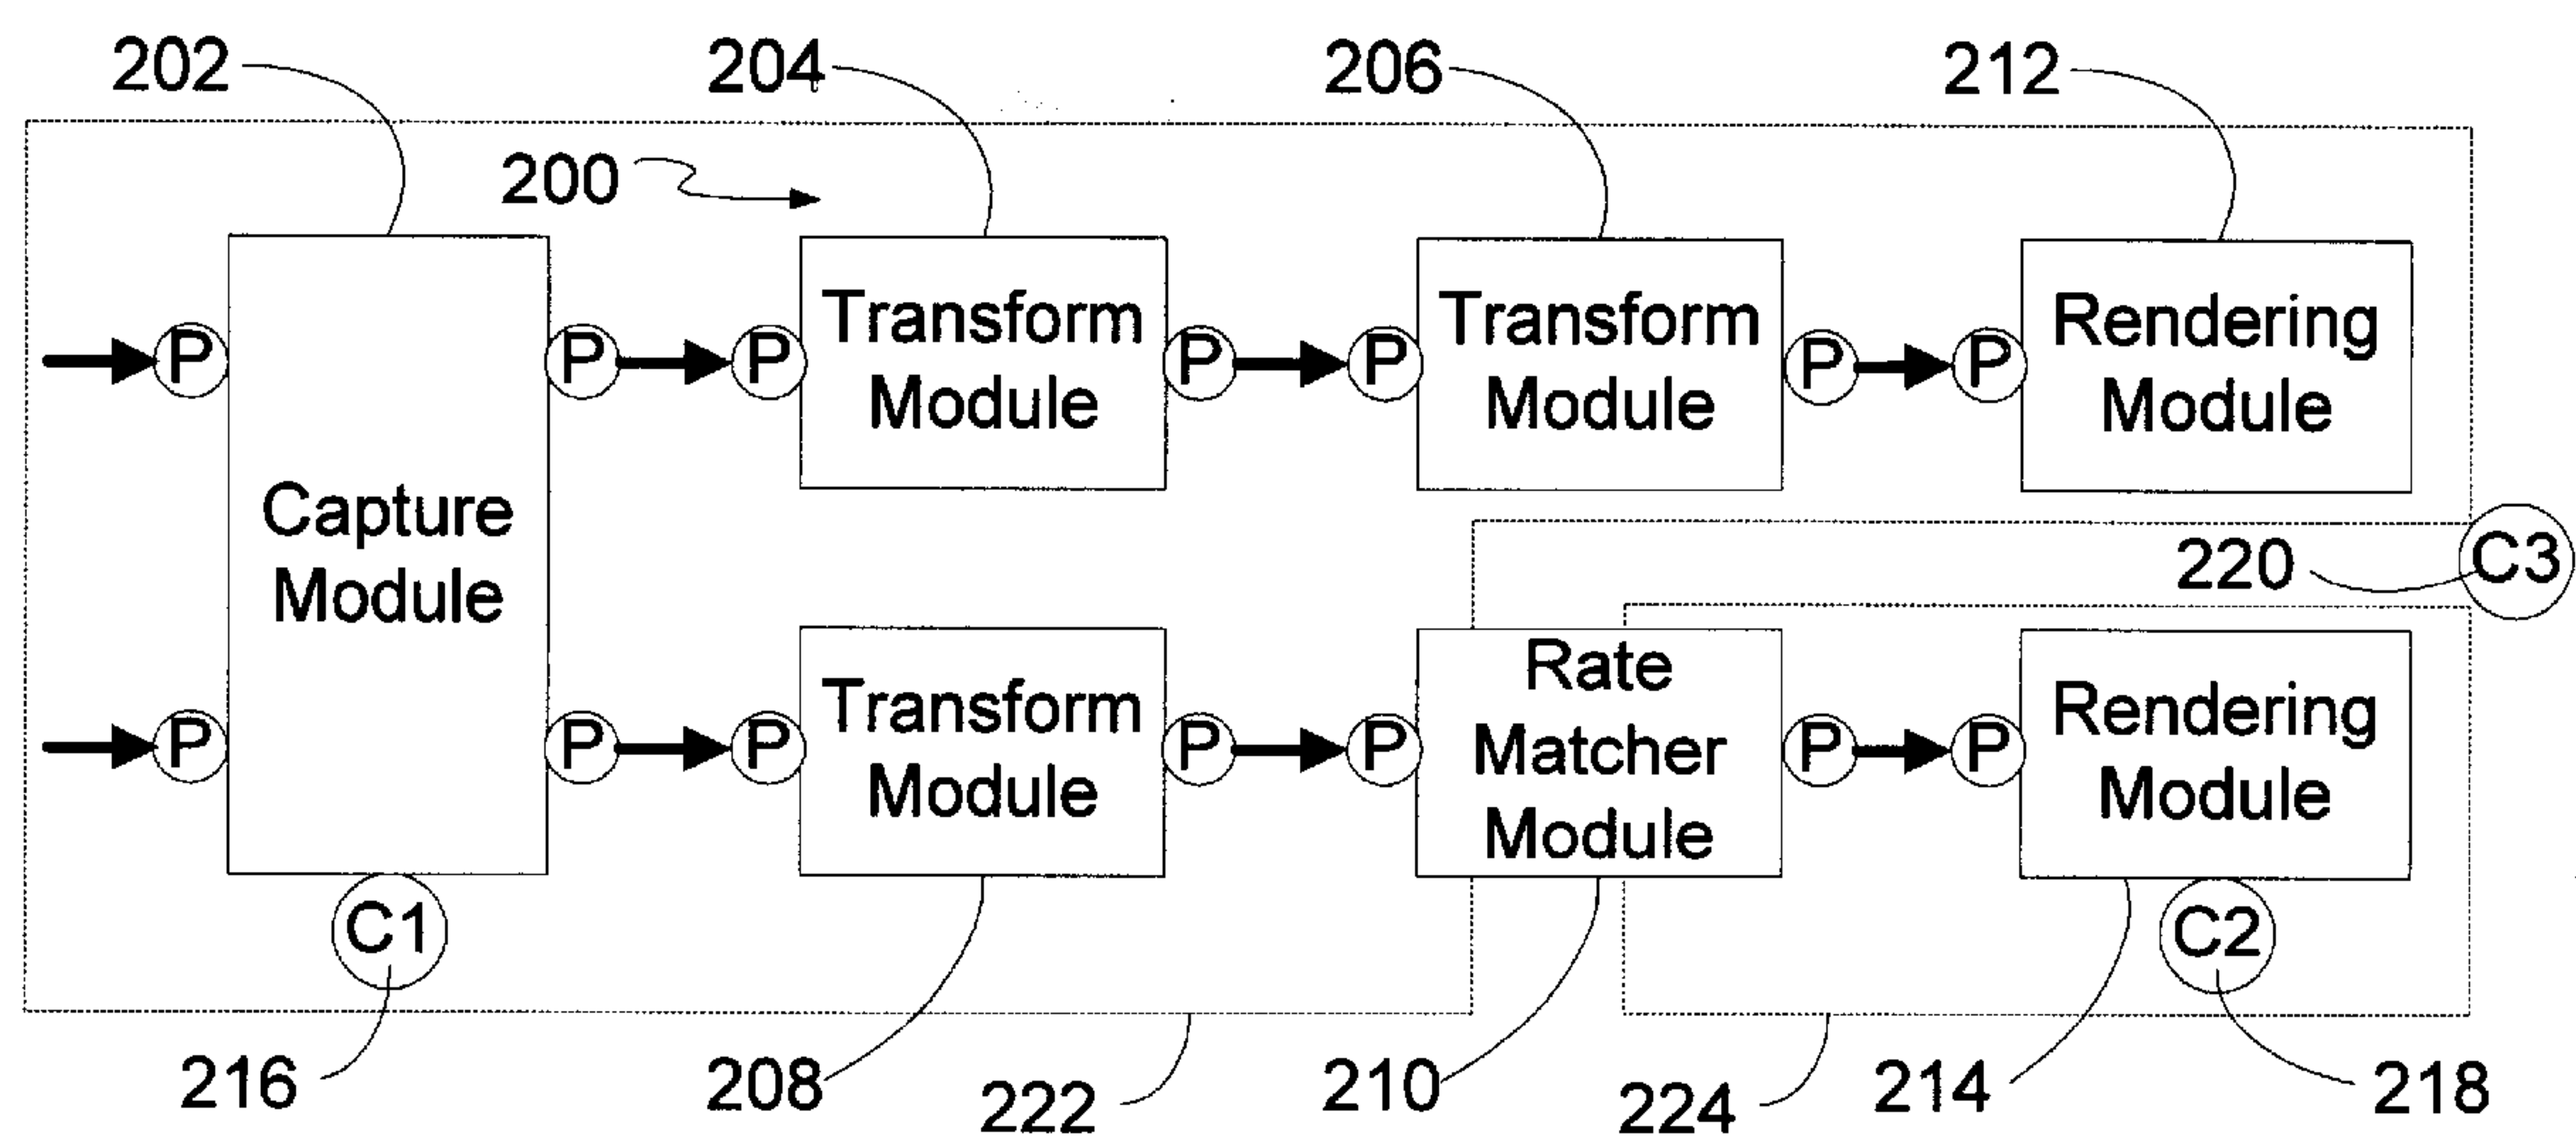 202 204 206 212
200
P P P P P P P P
Transform Module
Transform Module
Rendering Module
Capture Module
220 C3
P P P P P P P P
Transform Module
Rate Matcher Module
Rendering Module
C1 C2
216 208 222 210 224 214 218